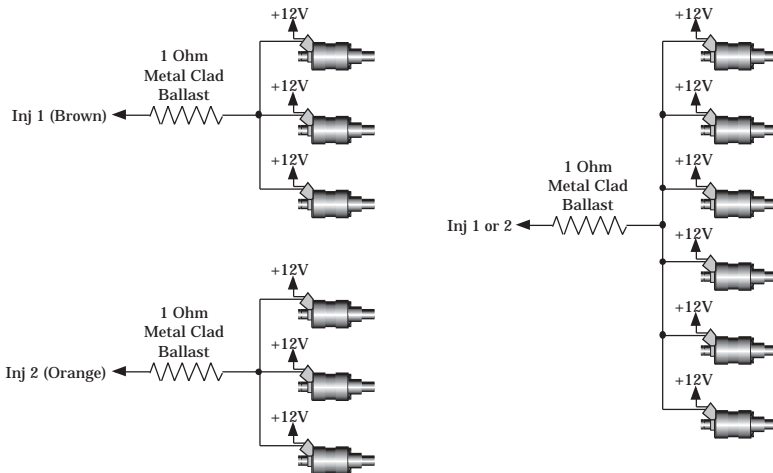 +12V
1 Ohm
Metal Clad
Ballast
Inj 1 (Brown)
+12V
+12V
+12V
1 Ohm
Metal Clad
Ballast
Inj 2 (Orange)
+12V
+12V
+12V
+12V
+12V
1 Ohm
Metal Clad
Ballast
Inj 1 or 2
+12V
+12V
+12V